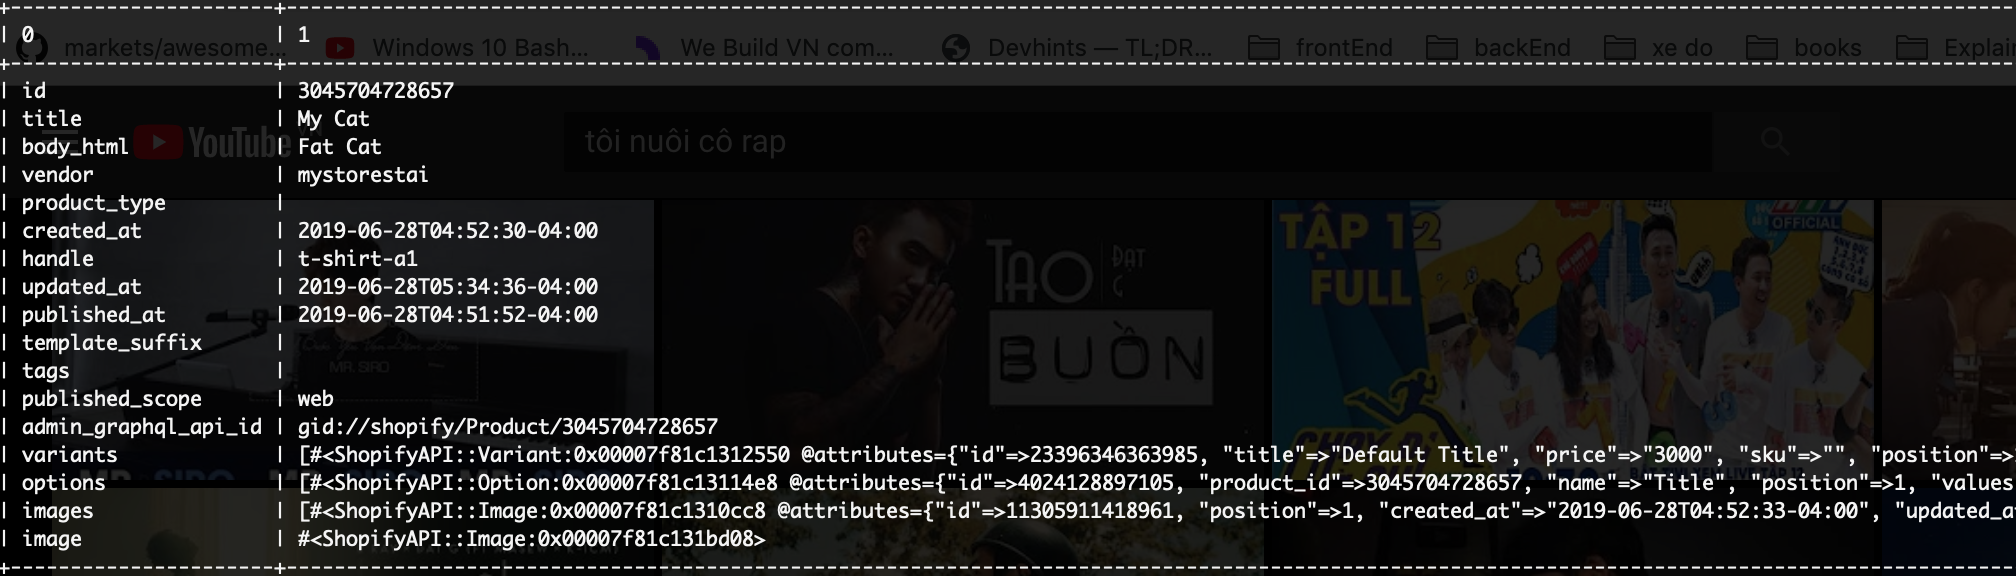 0 | 1
markets/awesome... Windows 10 Bash... We Build VN com... Devhints — TL;DR... frontEnd backEnd xe do books Explain
| id | 3045704728657
| title | My Cat
YouTube tôi nuôi cô rap
| body_html | Fat Cat
| vendor | mystorestai
| product_type |
| created_at | 2019-06-28T04:52:30-04:00
TẬP 12 FULL
OFFICIAL
| handle | t-shirt-a1
TAO ĐẠT G
| updated_at | 2019-06-28T05:34:36-04:00
| published_at | 2019-06-28T04:51:52-04:00
| template_suffix |
BUỒN
| tags |
MR. SIRO
| published_scope | web
| admin_graphql_api_id | gid://shopify/Product/3045704728657
| variants | [#<ShopifyAPI::Variant:0x00007f81c1312550 @attributes={"id"=>23396346363985, "title"=>"Default Title", "price"=>"3000", "sku"=>"", "position"=>
| options | [#<ShopifyAPI::Option:0x00007f81c13114e8 @attributes={"id"=>4024128897105, "product_id"=>3045704728657, "name"=>"Title", "position"=>1, "values
| images | [#<ShopifyAPI::Image:0x00007f81c1310cc8 @attributes={"id"=>11305911418961, "position"=>1, "created_at"=>"2019-06-28T04:52:33-04:00", "updated_a
| image | #<ShopifyAPI::Image:0x00007f81c131bd08>